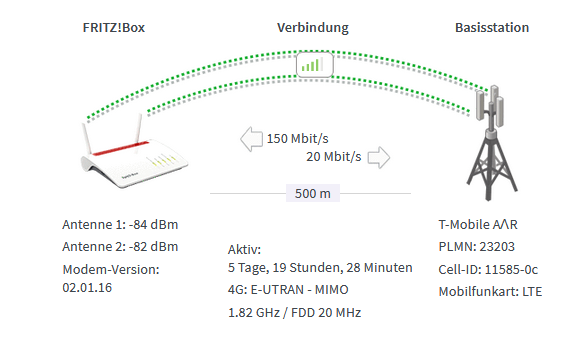 FRITZ!Box
Verbindung
Basisstation
150 Mbit/s
20 Mbit/s
500 m
Antenne 1: -84 dBm
Antenne 2: -82 dBm
Modem-Version:
02.01.16
Aktiv:
5 Tage, 19 Stunden, 28 Minuten
4G: E-UTRAN - MIMO
1.82 GHz / FDD 20 MHz
T-Mobile AɅR
PLMN: 23203
Cell-ID: 11585-0c
Mobilfunkart: LTE